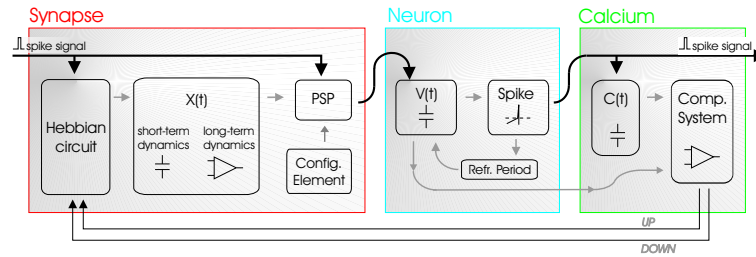 Synapse
Neuron
Calcium
spike signal
spike signal
Hebbian
circuit
X(t)
short-term
dynamics
long-term
dynamics
PSP
Config.
Element
V(t)
Spike
Refr. Period
C(t)
Comp.
System
UP
DOWN